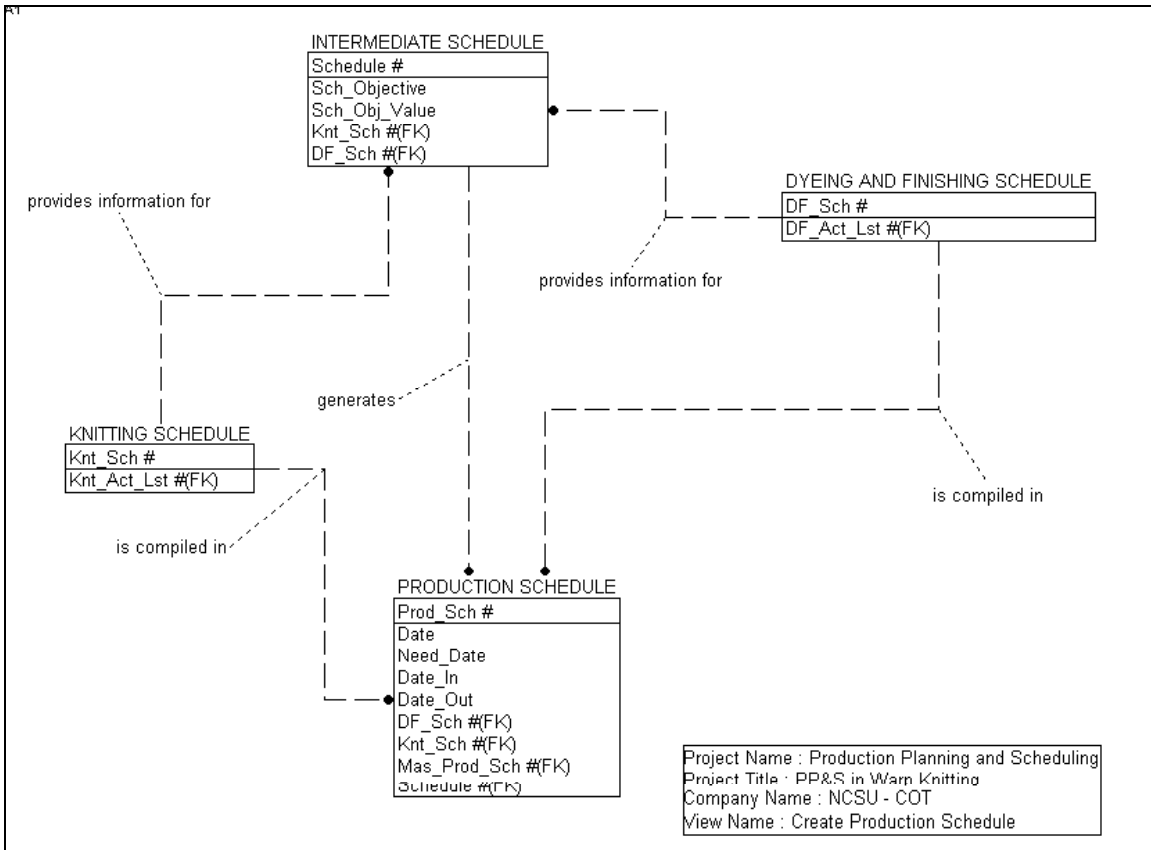 A1
INTERMEDIATE SCHEDULE
Schedule #
Sch_Objective
Sch_Obj_Value
Knt_Sch #(FK)
DF_Sch #(FK)
DYEING AND FINISHING SCHEDULE
DF_Sch #
DF_Act_Lst #(FK)
provides information for
provides information for
generates
KNITTING SCHEDULE
Knt_Sch #
Knt_Act_Lst #(FK)
is compiled in
is compiled in
PRODUCTION SCHEDULE
Prod_Sch #
Date
Need_Date
Date_In
Date_Out
DF_Sch #(FK)
Knt_Sch #(FK)
Mas_Prod_Sch #(FK)
Schedule #(FK)
Project Name : Production Planning and Scheduling
Project Title : PP&S in Warp Knitting
Company Name : NCSU - COT
View Name : Create Production Schedule